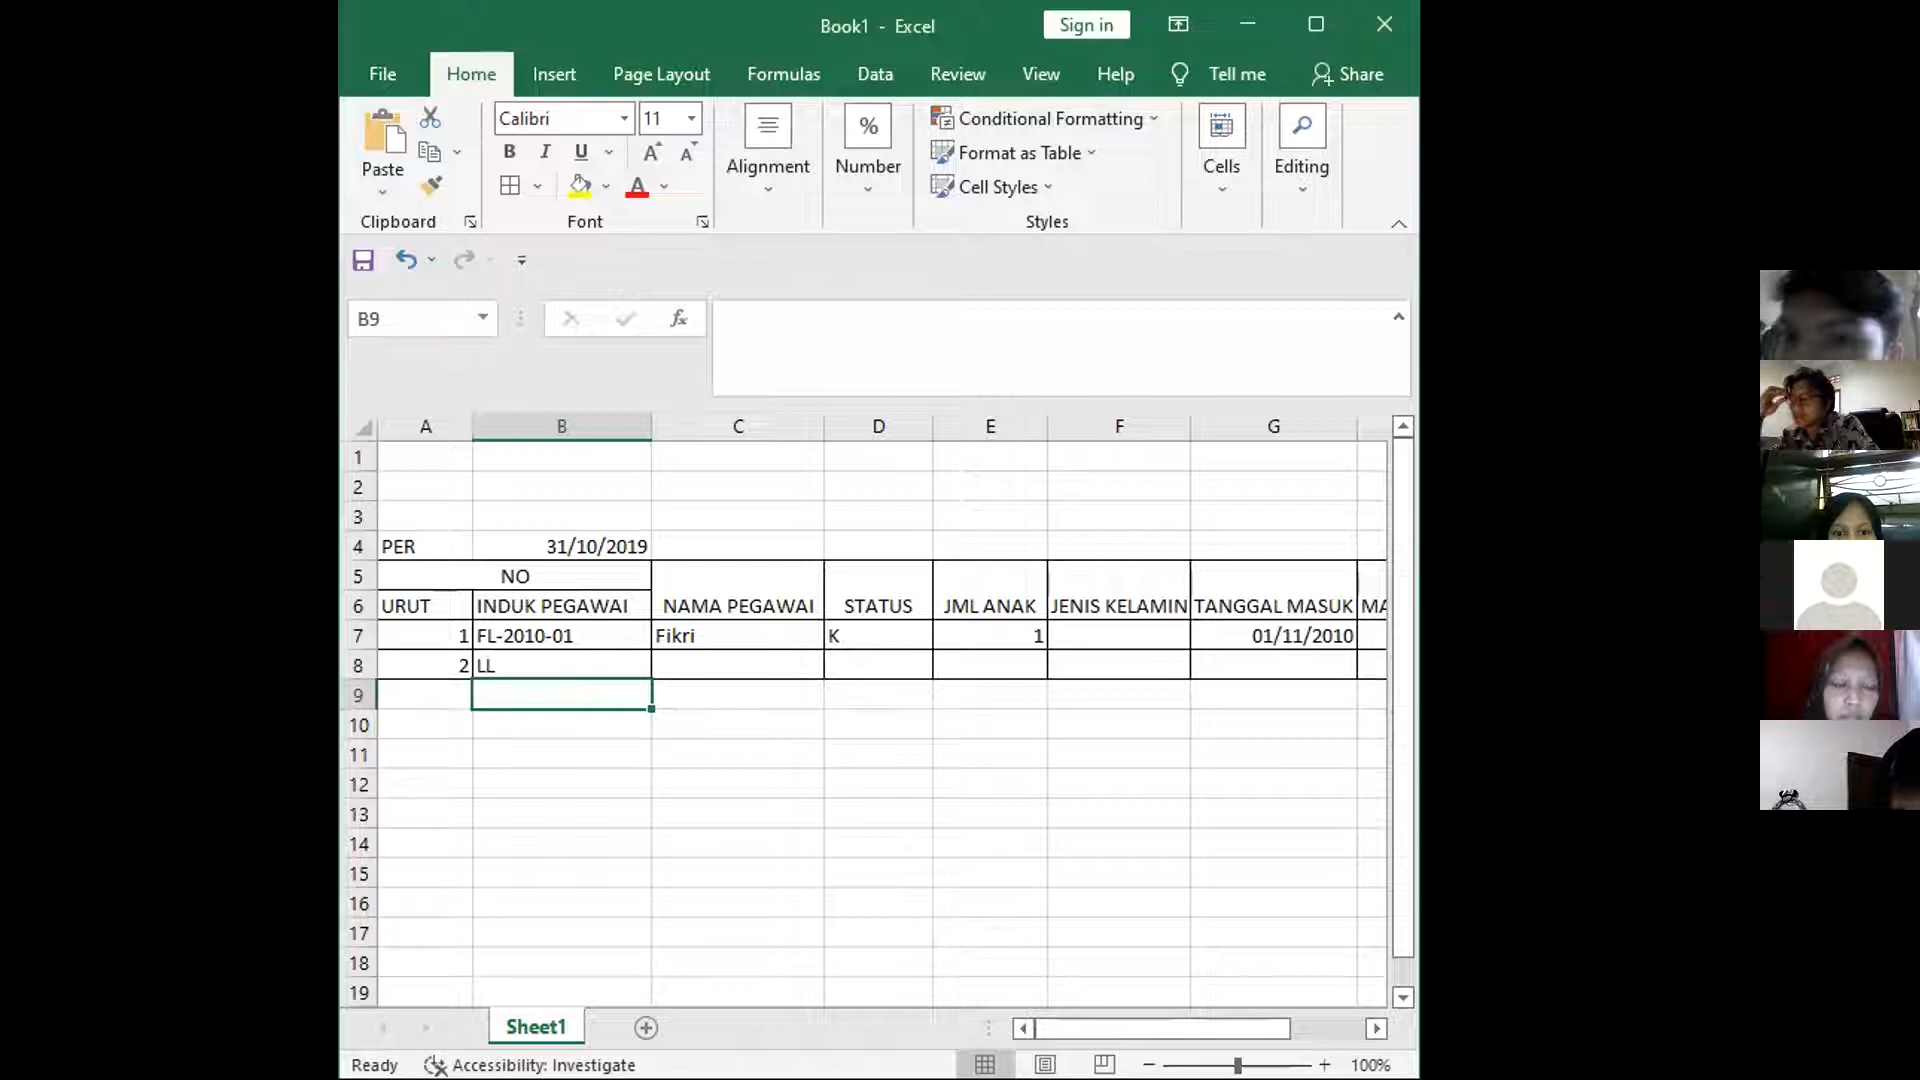 Book1 - Excel
Sign in
File Home Insert Page Layout Formulas Data Review View Help Tell me Share
Calibri 11
Conditional Formatting
B I U A A
Format as Table
Paste
Alignment
%
Number
Cells
Editing
A
Cell Styles
Clipboard Font Styles
B9
fx
A B C D E F G
1
2
3
4 PER 31/10/2019
5 NO
6 URUT INDUK PEGAWAI NAMA PEGAWAI STATUS JML ANAK JENIS KELAMIN TANGGAL MASUK MA
7 1 FL-2010-01 Fikri K 1 01/11/2010
8 2 LL
9
10
11
12
13
14
15
16
17
18
19
Sheet1
Ready Accessibility: Investigate 100%